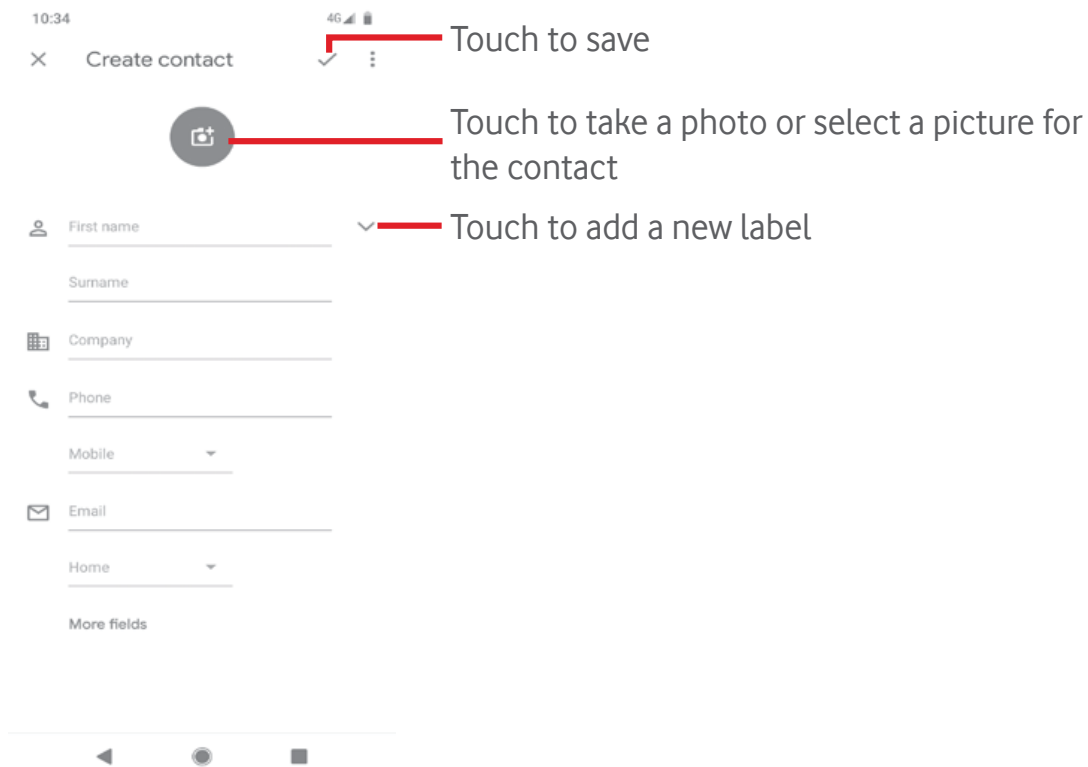 10:34 4G
Create contact
Touch to save
Touch to take a photo or select a picture for
the contact
First name
Touch to add a new label
Surname
Company
Phone
Mobile
Email
Home
More fields